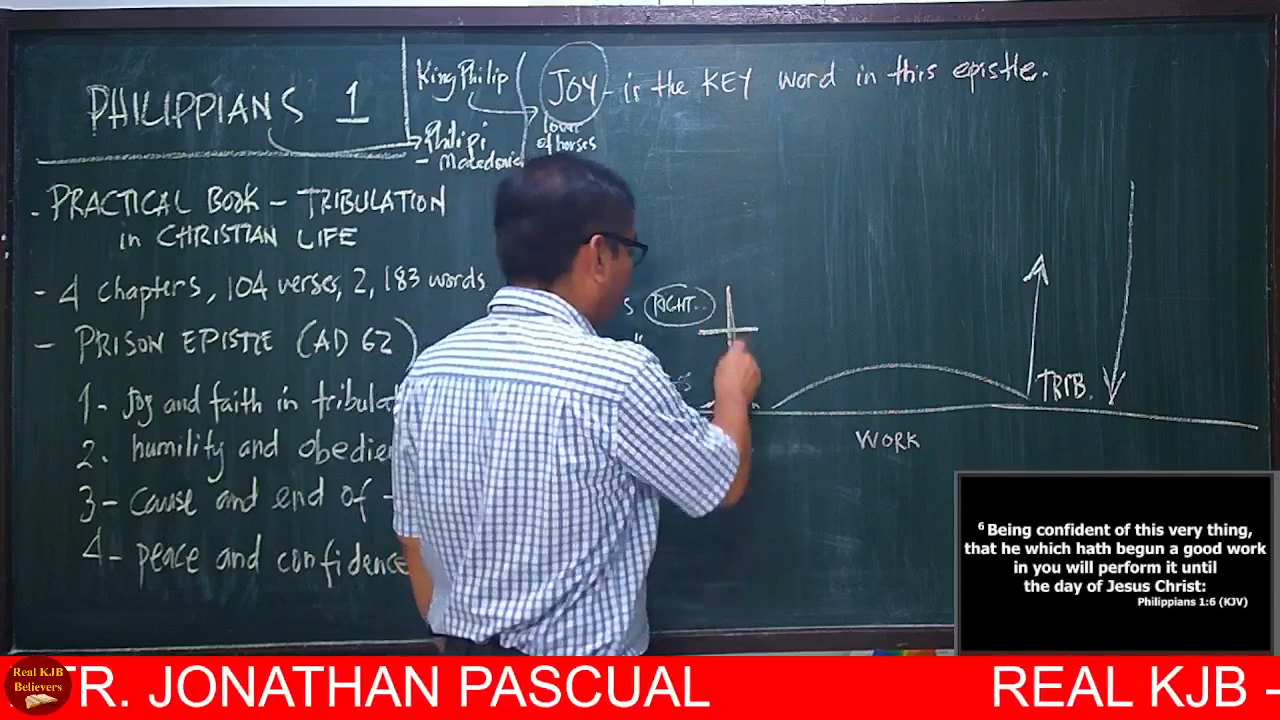 PHILIPPIANS 1
King Philip
Philipi
- Macedonia
JOY - is the KEY word in this epistle.
of horses
- PRACTICAL BOOK - TRIBULATION
in CHRISTIAN LIFE
- 4 chapters, 104 verses, 2,183 words
- PRISON EPISTLE (AD 62)
1 - joy and faith in
2. humility and
3 - cause and end of -
4 - peace and confidence
S RIGHT..
TRIB.
WORK
6 Being confident of this very thing,
that he which hath begun a good work
in you will perform it until
the day of Jesus Christ:
Philippians 1:6 (KJV)
Real KJB
Believers
TR. JONATHAN PASCUAL
REAL KJB -